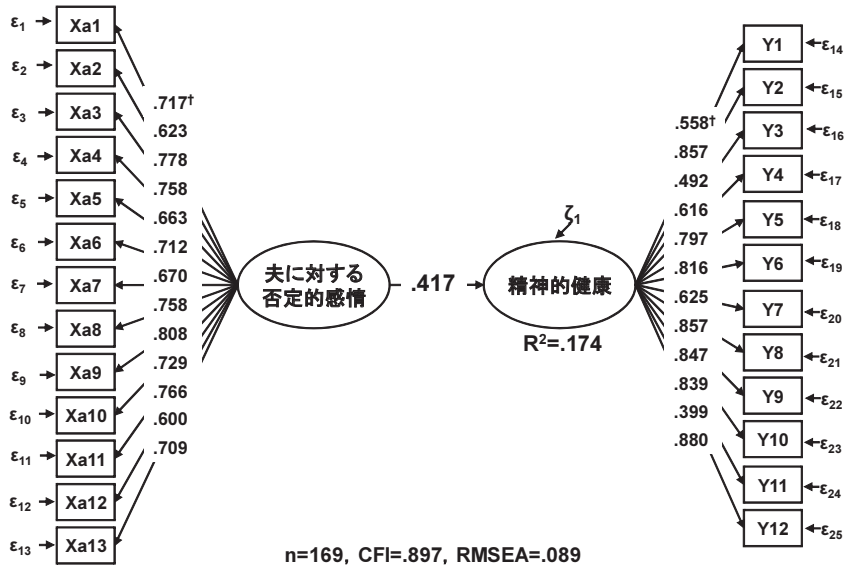 ε1
Xa1
ε2
Xa2
ε3
Xa3
ε4
Xa4
ε5
Xa5
ε6
Xa6
ε7
Xa7
ε8
Xa8
ε9
Xa9
ε10
Xa10
ε11
Xa11
ε12
Xa12
ε13
Xa13
.717†
.623
.778
.758
.663
.712
.670
.758
.808
.729
.766
.600
.709
夫に対する
否定的感情
.417
ζ1
精神的健康
R²=.174
.558†
.857
.492
.616
.797
.816
.625
.857
.847
.839
.399
.880
Y1
ε14
Y2
ε15
Y3
ε16
Y4
ε17
Y5
ε18
Y6
ε19
Y7
ε20
Y8
ε21
Y9
ε22
Y10
ε23
Y11
ε24
Y12
ε25
n=169, CFI=.897, RMSEA=.089